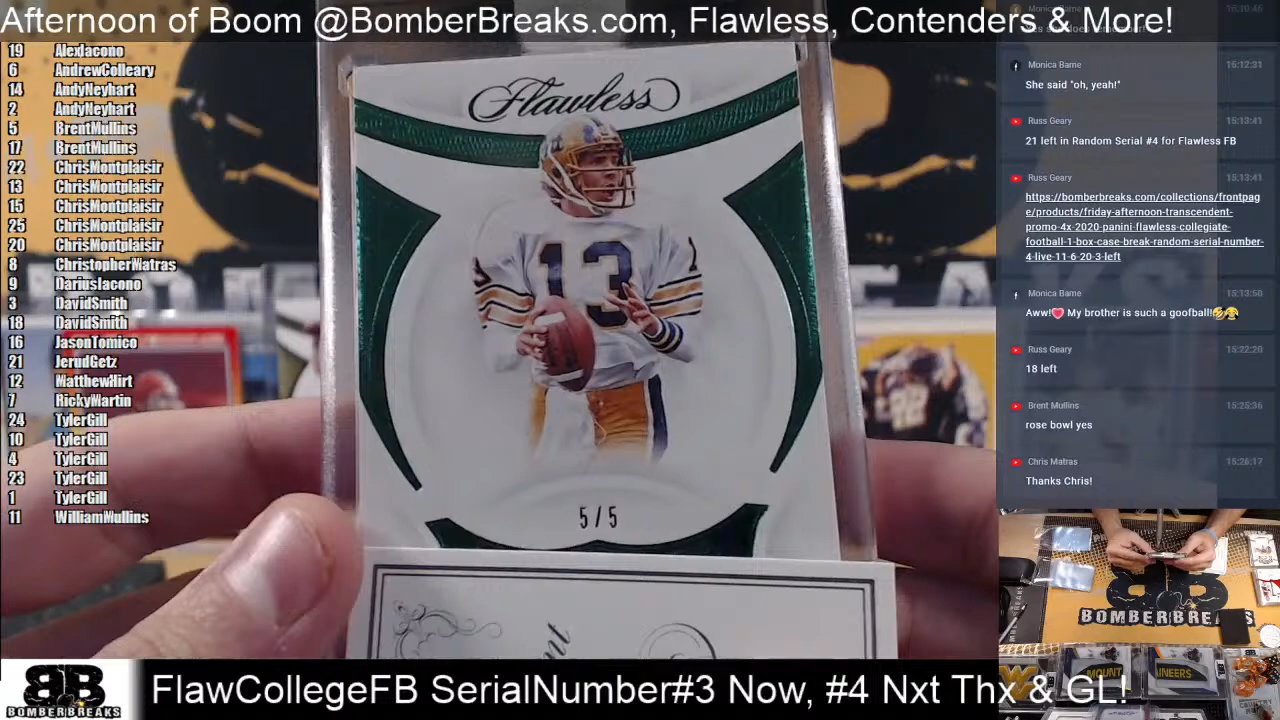 Afternoon of Boom @BomberBreaks.com, Flawless, Contenders & More!
19 AlexIacono
6 AndrewColleary
14 AndyNeyhart
2 AndyNeyhart
5 BrentMullins
17 BrentMullins
22 ChrisMontplaisir
13 ChrisMontplaisir
15 ChrisMontplaisir
25 ChrisMontplaisir
20 ChrisMontplaisir
8 ChristopherMatras
9 DariusIacono
3 DavidSmith
18 DavidSmith
16 JasonTomico
21 JerudGetz
12 MatthewHirt
7 RickyMartin
24 TylerGill
10 TylerGill
4 TylerGill
23 TylerGill
1 TylerGill
11 WilliamMullins
Flawless
13
5/5
Monica Bame 15:12:31
She said "oh, yeah!"
Russ Geary 15:13:41
21 left in Random Serial #4 for Flawless FB
Russ Geary 15:13:41
https://bomberbreaks.com/collections/frontpag
e/products/friday-afternoon-transcendent-
promo-4x-2020-panini-flawless-collegiate-
football-1-box-case-break-random-serial-number-
4-live-11-6-20-3-left
Monica Bame 15:13:50
Aww!❤️ My brother is such a goofball!🤣😂
Russ Geary 15:22:20
18 left
Brent Mullins 15:25:36
rose bowl yes
Chris Matras 15:26:17
Thanks Chris!
BOMBERBREA
MOUNT AINEERS
BB
BOMBERBREAKS
FlawCollegeFB SerialNumber#3 Now, #4 Nxt Thx & GL!